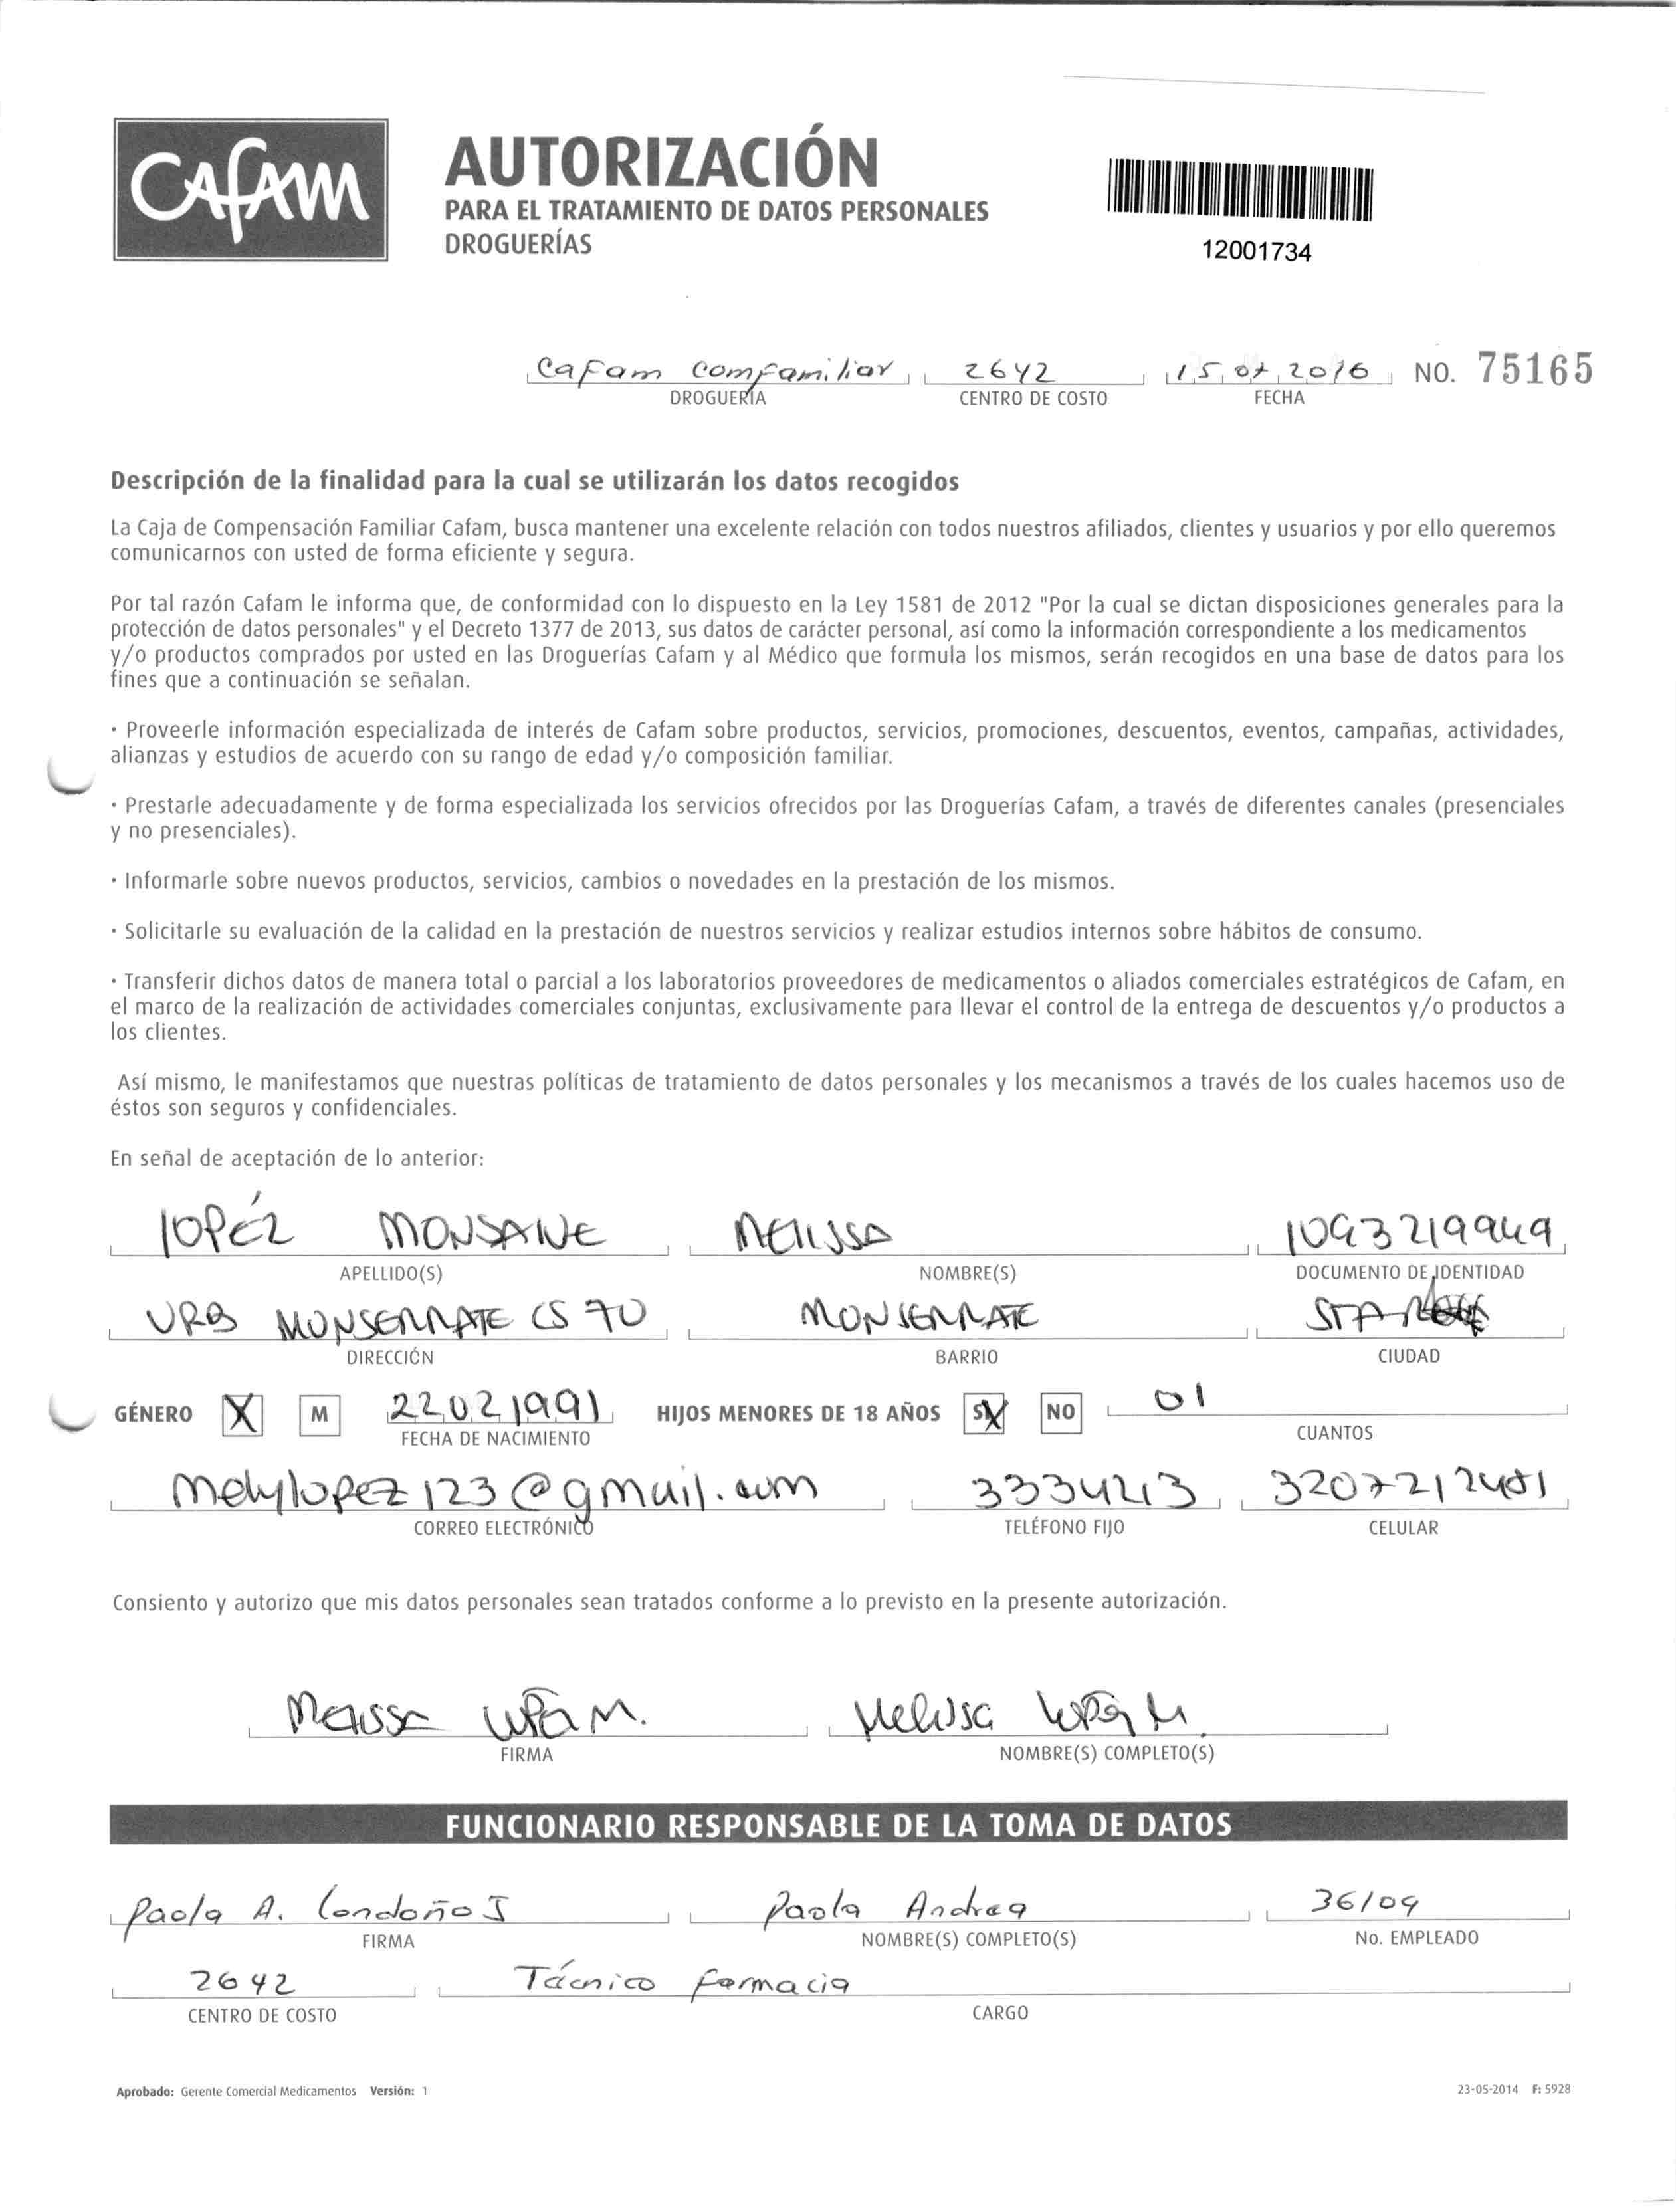 CAFAM
AUTORIZACIÓN
PARA EL TRATAMIENTO DE DATOS PERSONALES
DROGUERÍAS
12001734
Cafam comfamiliar 2642 15 07 2016 NO. 75165
DROGUERÍA CENTRO DE COSTO FECHA
Descripción de la finalidad para la cual se utilizarán los datos recogidos
La Caja de Compensación Familiar Cafam, busca mantener una excelente relación con todos nuestros afiliados, clientes y usuarios y por ello queremos
comunicarnos con usted de forma eficiente y segura.
Por tal razón Cafam le informa que, de conformidad con lo dispuesto en la Ley 1581 de 2012 "Por la cual se dictan disposiciones generales para la
protección de datos personales" y el Decreto 1377 de 2013, sus datos de carácter personal, así como la información correspondiente a los medicamentos
y/o productos comprados por usted en las Droguerías Cafam y al Médico que formula los mismos, serán recogidos en una base de datos para los
fines que a continuación se señalan.
· Proveerle información especializada de interés de Cafam sobre productos, servicios, promociones, descuentos, eventos, campañas, actividades,
alianzas y estudios de acuerdo con su rango de edad y/o composición familiar.
· Prestarle adecuadamente y de forma especializada los servicios ofrecidos por las Droguerías Cafam, a través de diferentes canales (presenciales
y no presenciales).
· Informarle sobre nuevos productos, servicios, cambios o novedades en la prestación de los mismos.
· Solicitarle su evaluación de la calidad en la prestación de nuestros servicios y realizar estudios internos sobre hábitos de consumo.
· Transferir dichos datos de manera total o parcial a los laboratorios proveedores de medicamentos o aliados comerciales estratégicos de Cafam, en
el marco de la realización de actividades comerciales conjuntas, exclusivamente para llevar el control de la entrega de descuentos y/o productos a
los clientes.
Así mismo, le manifestamos que nuestras políticas de tratamiento de datos personales y los mecanismos a través de los cuales hacemos uso de
éstos son seguros y confidenciales.
En señal de aceptación de lo anterior:
lopéz MONSALVE MELISSA 1093219949
APELLIDO(S) NOMBRE(S) DOCUMENTO DE IDENTIDAD
URB MONSERRATE CS 70 MONSERRATE STA
DIRECCIÓN BARRIO CIUDAD
GÉNERO X M 22 02 1991 HIJOS MENORES DE 18 AÑOS SI X NO 01
FECHA DE NACIMIENTO CUANTOS
melylopez123@gmail.com 3334213 3207212481
CORREO ELECTRÓNICO TELÉFONO FIJO CELULAR
Consiento y autorizo que mis datos personales sean tratados conforme a lo previsto en la presente autorización.
Melissa López M. Melissa López M.
FIRMA NOMBRE(S) COMPLETO(S)
FUNCIONARIO RESPONSABLE DE LA TOMA DE DATOS
Paola A. Londoño J Paola Andrea 36109
FIRMA NOMBRE(S) COMPLETO(S) No. EMPLEADO
2642 Técnico farmacia
CENTRO DE COSTO CARGO
Aprobado: Gerente Comercial Medicamentos Versión: 1 23-05-2014 F: 5928